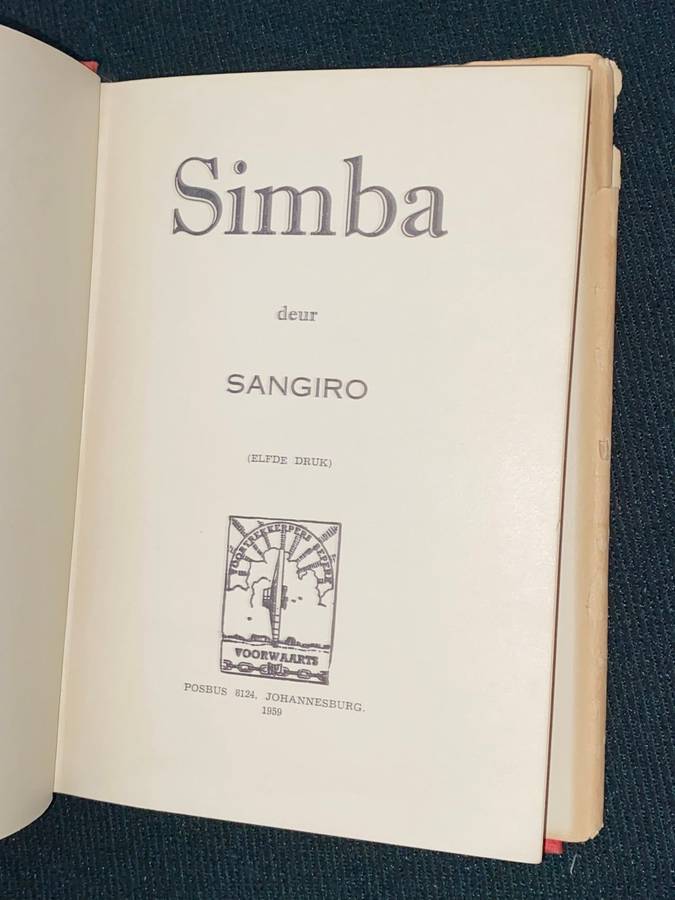 Simba
deur
SANGIRO
(ELFDE DRUK)
VOORTREKKERPERS BEPERK
VOORWAARTS
POSBUS 8124, JOHANNESBURG.
1959